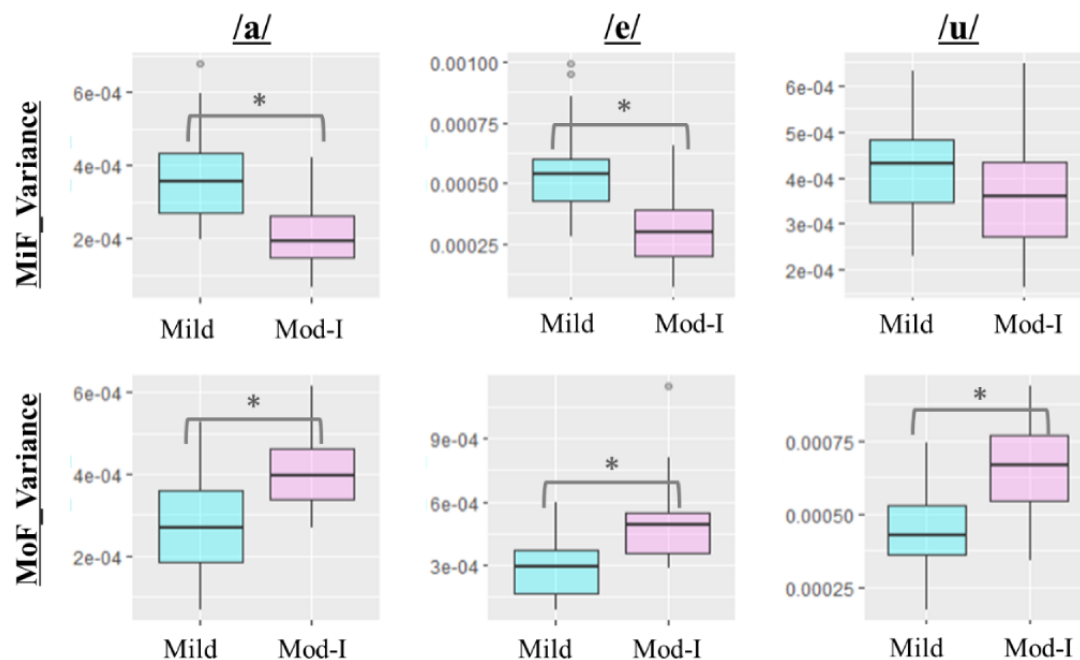 /a/ /e/ /u/
MiF_Variance
6e-04
4e-04
2e-04
*
Mild Mod-I
0.00100
0.00075
0.00050
0.00025
*
Mild Mod-I
6e-04
5e-04
4e-04
3e-04
2e-04
Mild Mod-I
MoF_Variance
6e-04
4e-04
2e-04
*
Mild Mod-I
9e-04
6e-04
3e-04
*
Mild Mod-I
0.00075
0.00050
0.00025
*
Mild Mod-I